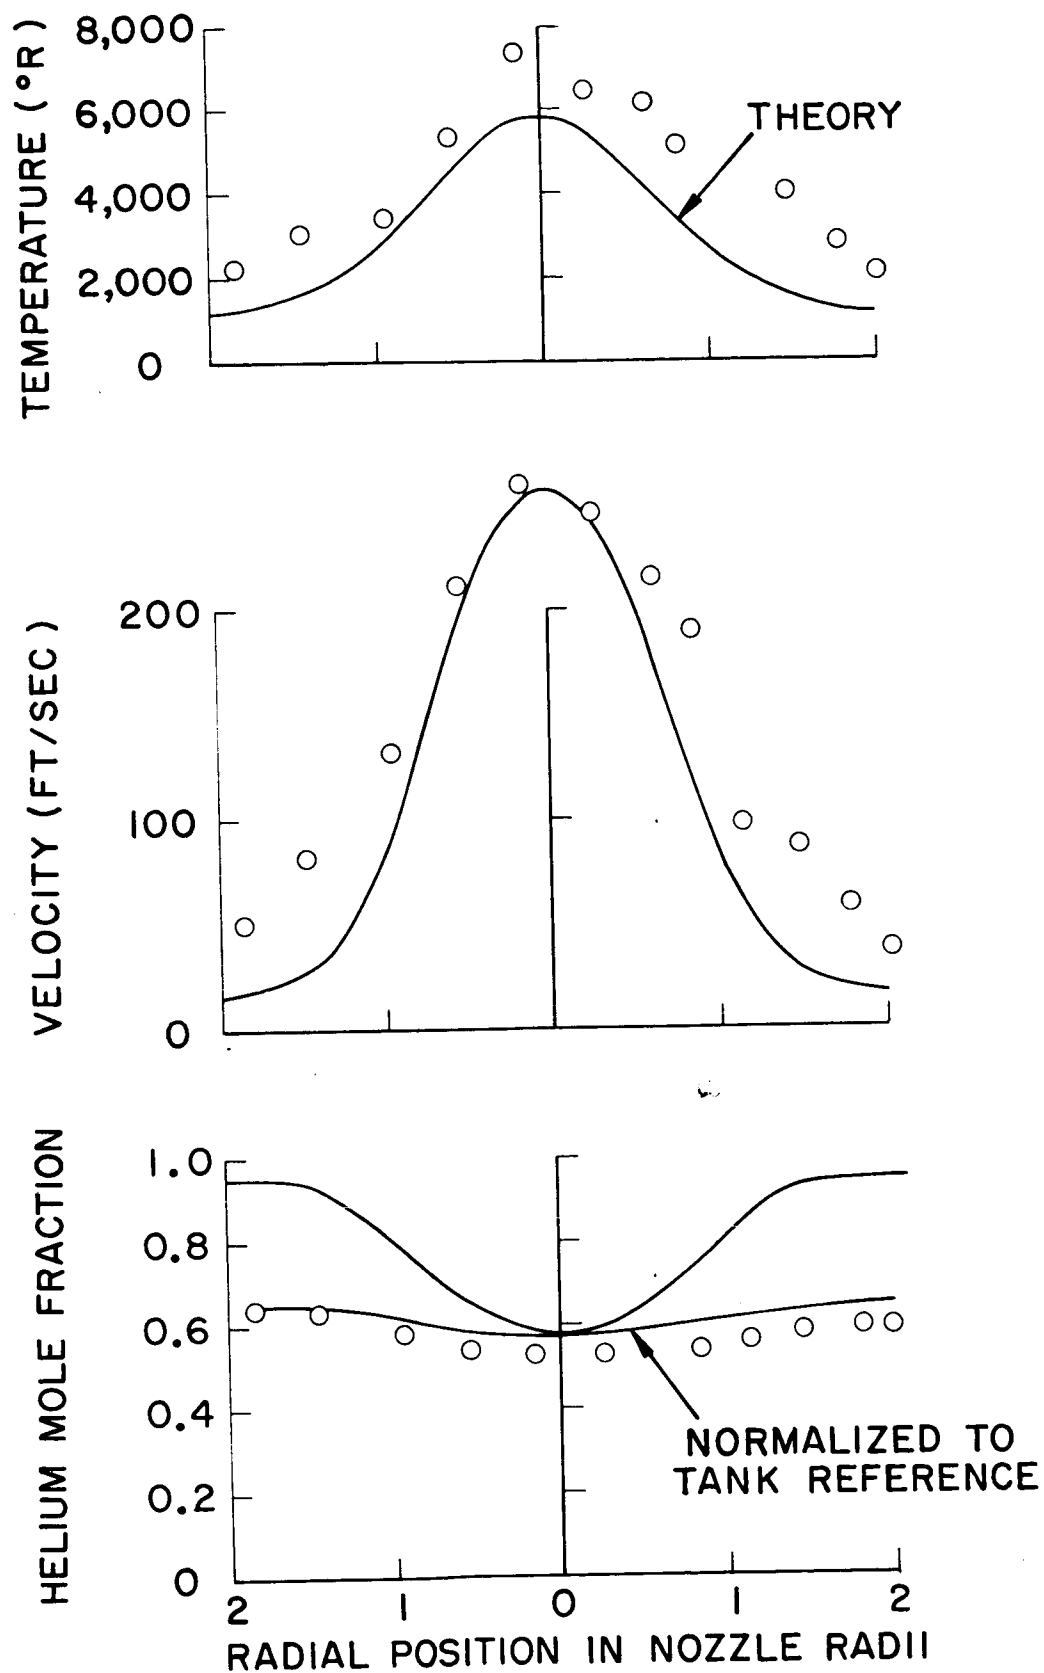 TEMPERATURE (°R)
8,000
6,000
4,000
2,000
0
THEORY
VELOCITY (FT/SEC)
200
100
0
HELIUM MOLE FRACTION
1.0
0.8
0.6
0.4
0.2
0
NORMALIZED TO
TANK REFERENCE
2 1 0 1 2
RADIAL POSITION IN NOZZLE RADII